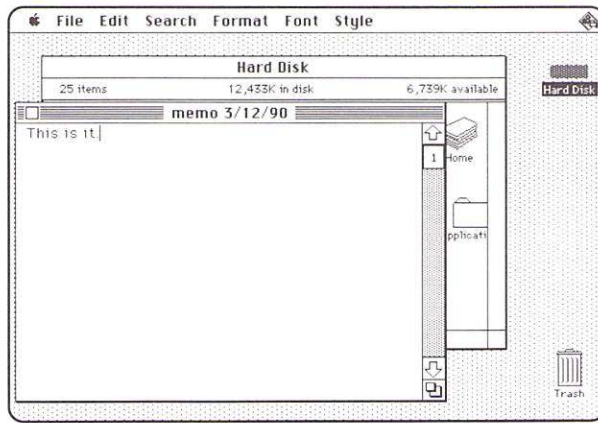 File Edit Search Format Font Style
Hard Disk
25 items 12,433K in disk 6,739K available
Hard Disk
memo 3/12/90
This is it.
1
Home
pplicati
Trash